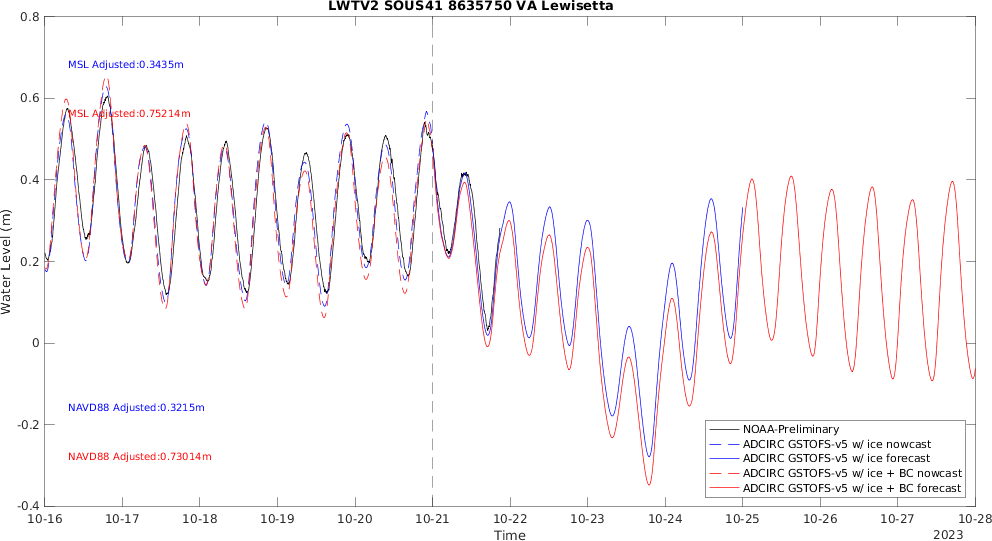 LWTV2 SOUS41 8635750 VA Lewisetta
0.8
0.6
0.4
0.2
0
-0.2
-0.4
Water Level (m)
MSL Adjusted:0.3435m
MSL Adjusted:0.75214m
NAVD88 Adjusted:0.3215m
NAVD88 Adjusted:0.73014m
NOAA-Preliminary
ADCIRC GSTOFS-v5 w/ ice nowcast
ADCIRC GSTOFS-v5 w/ ice forecast
ADCIRC GSTOFS-v5 w/ ice + BC nowcast
ADCIRC GSTOFS-v5 w/ ice + BC forecast
10-16 10-17 10-18 10-19 10-20 10-21 10-22 10-23 10-24 10-25 10-26 10-27 10-28
Time
2023